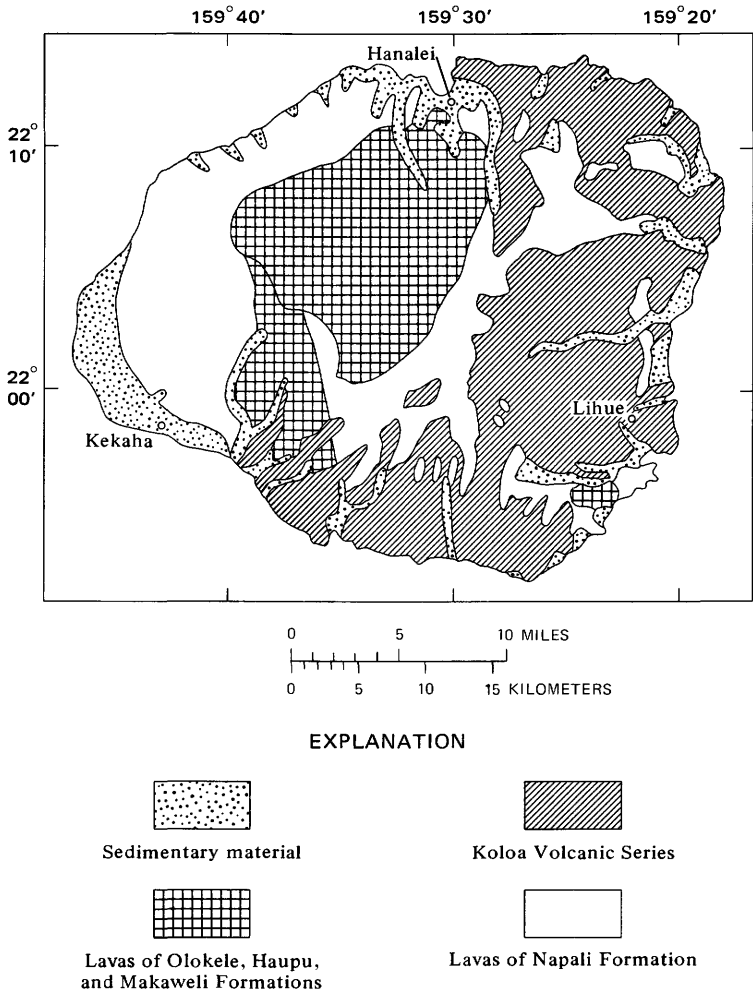 159°40′ 159°30′ 159°20′
Hanalei
22°
10′
22°
00′
Lihue
Kekaha
0 5 10 MILES
0 5 10 15 KILOMETERS
EXPLANATION
Sedimentary material
Koloa Volcanic Series
Lavas of Olokele, Haupu,
and Makaweli Formations
Lavas of Napali Formation